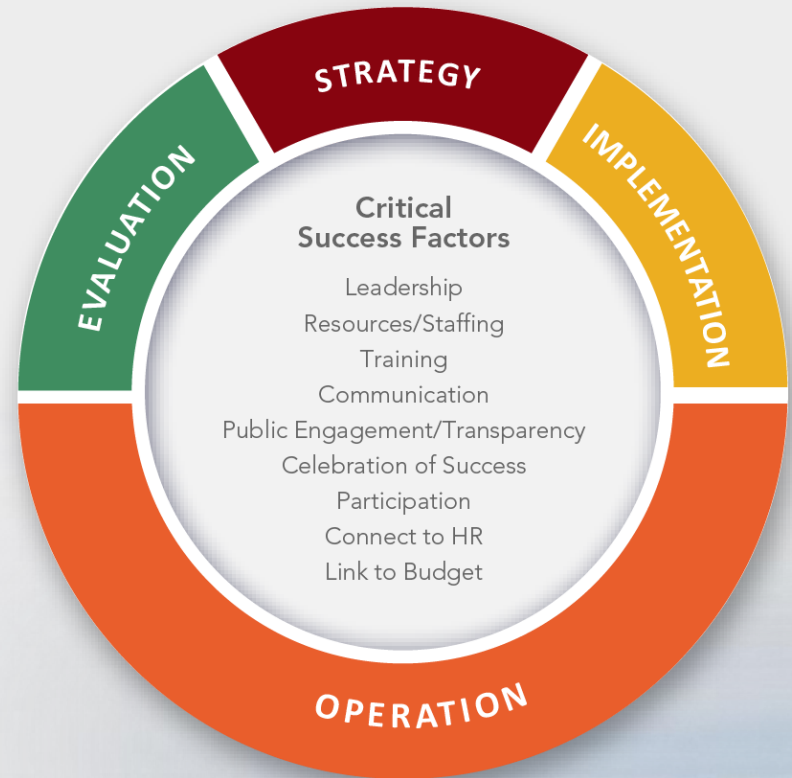 STRATEGY
EVALUATION
IMPLEMENTATION
Critical
Success Factors
Leadership
Resources/Staffing
Training
Communication
Public Engagement/Transparency
Celebration of Success
Participation
Connect to HR
Link to Budget
OPERATION